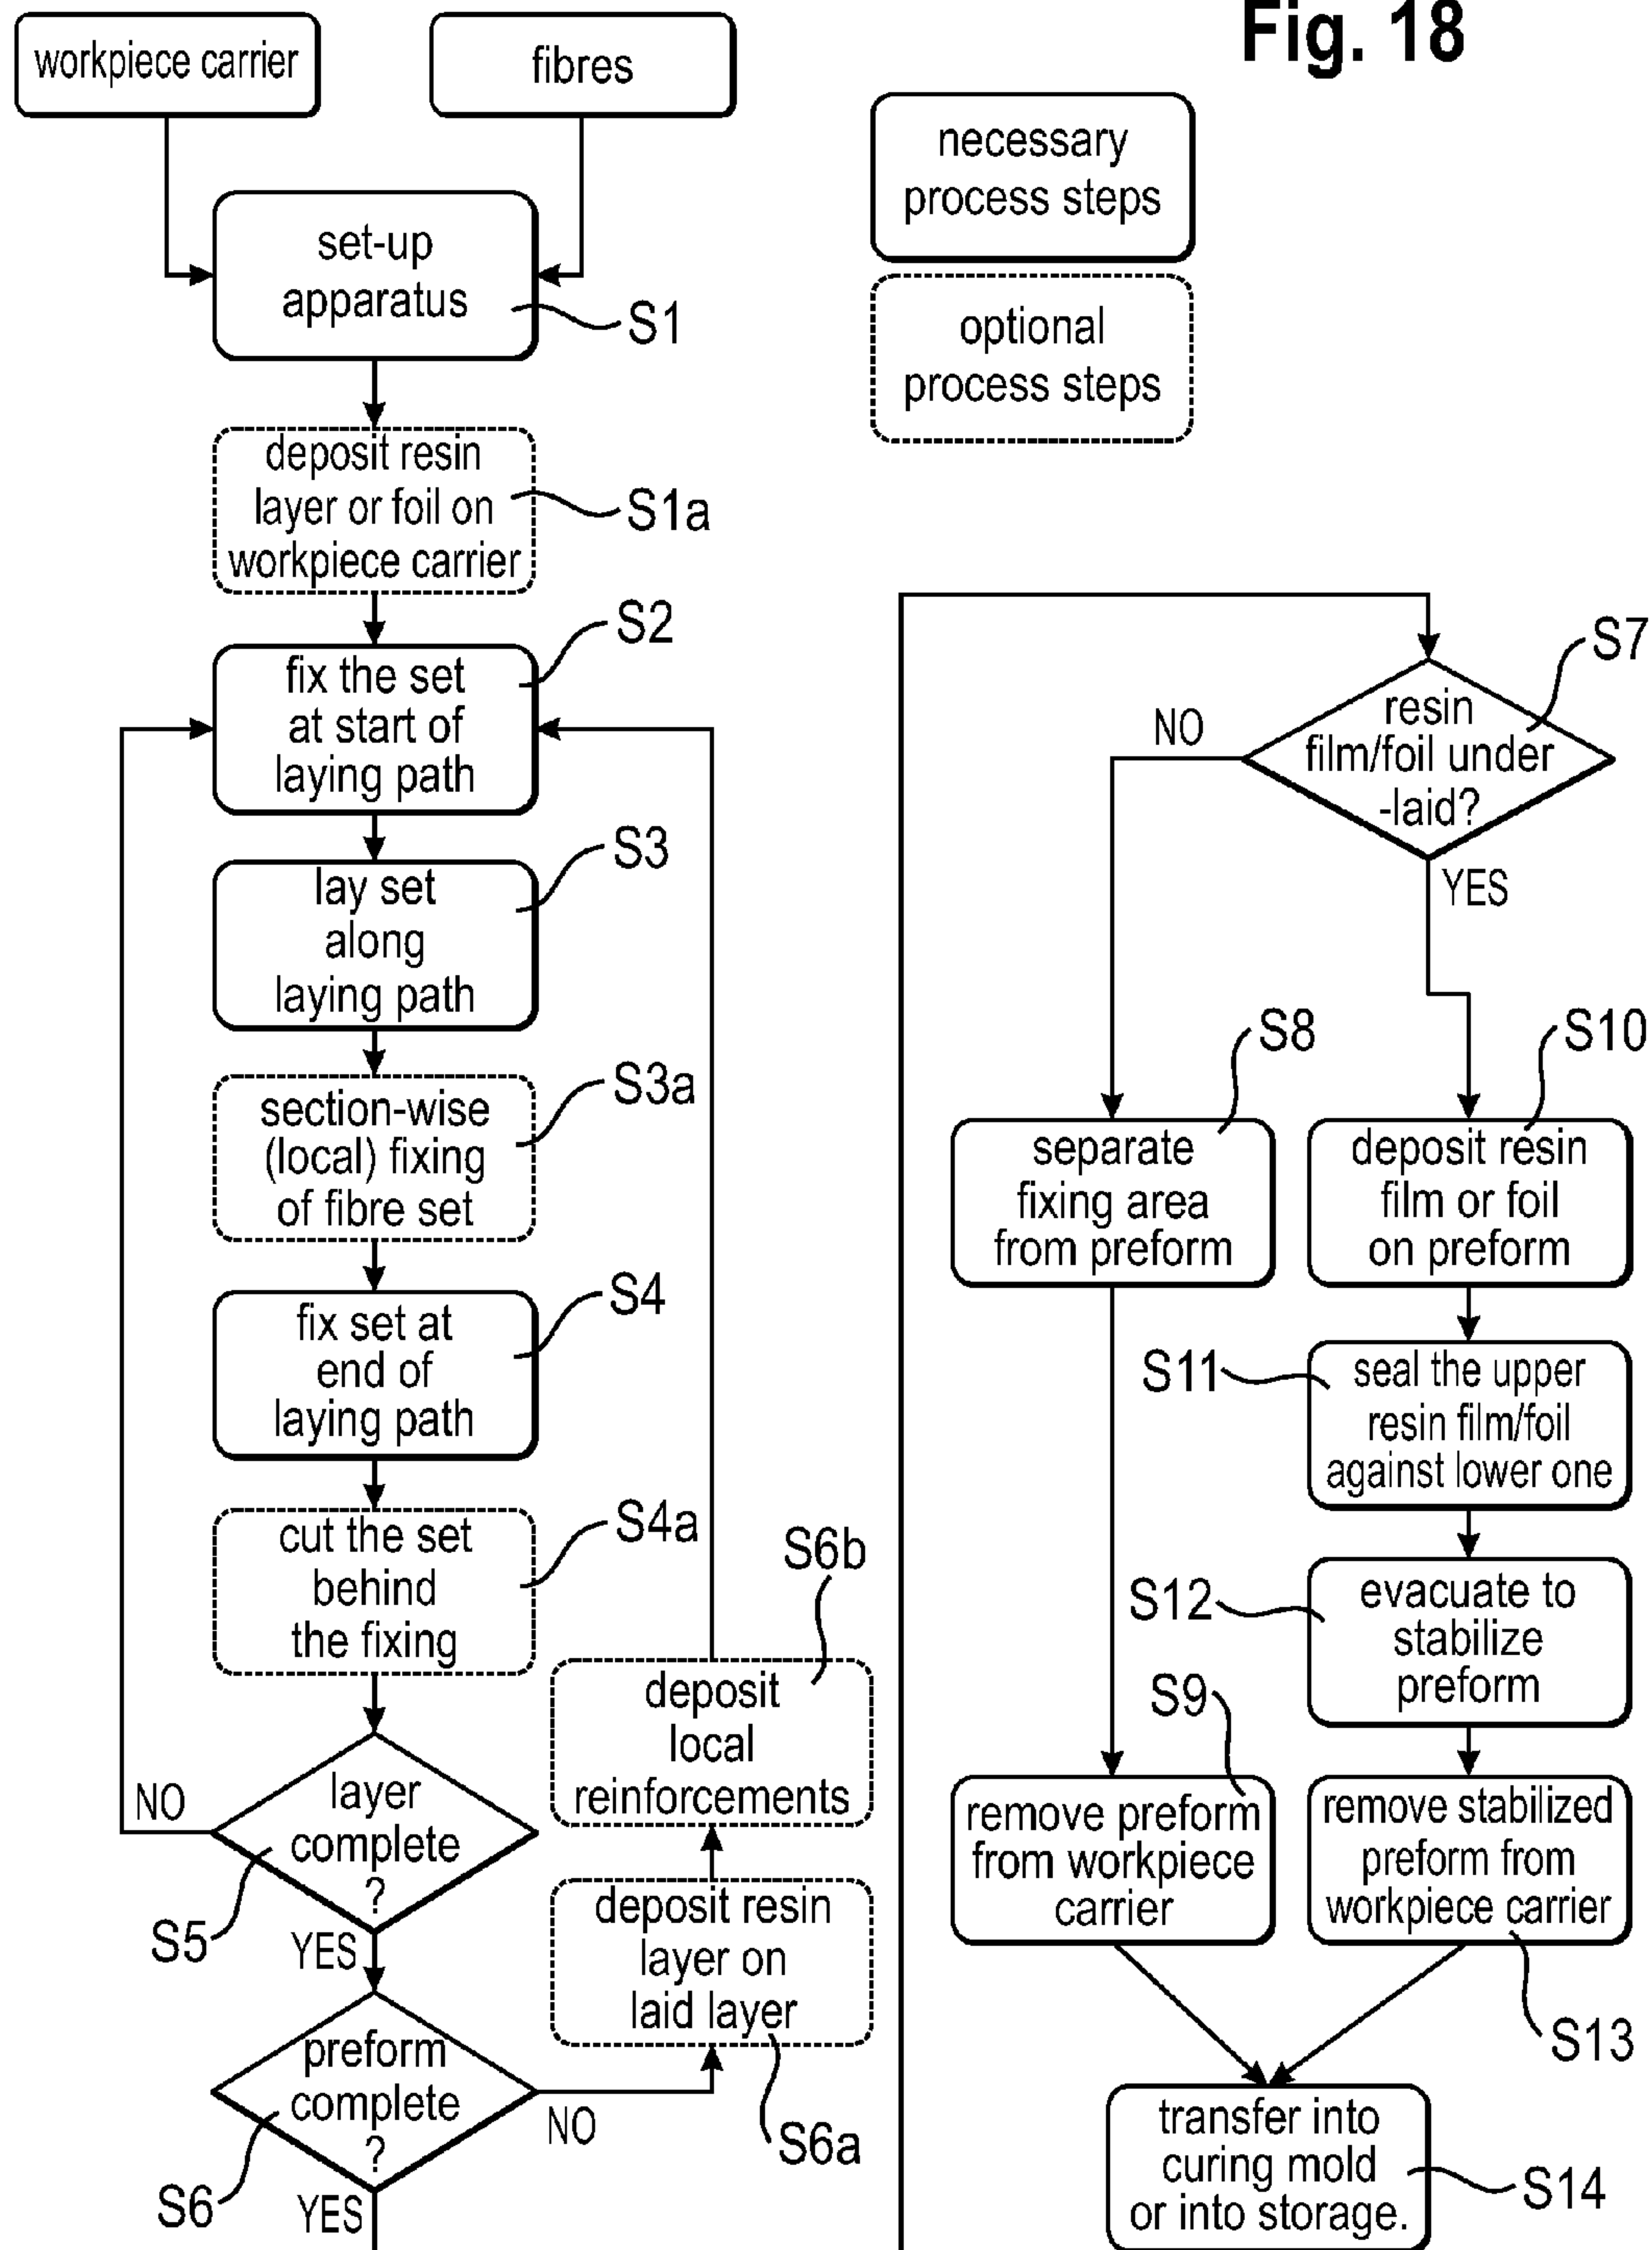 Fig. 18
workpiece carrier
fibres
necessary
process steps
optional
process steps
set-up
apparatus
S1
deposit resin
layer or foil on
workpiece carrier
S1a
fix the set
at start of
laying path
S2
lay set
along
laying path
S3
section-wise
(local) fixing
of fibre set
S3a
fix set at
end of
laying path
S4
cut the set
behind
the fixing
S4a
layer
complete
?
S5
NO
YES
preform
complete
?
S6
NO
YES
deposit resin
layer on
laid layer
S6a
deposit
local
reinforcements
S6b
resin
film/foil under
-laid?
S7
NO
YES
separate
fixing area
from preform
S8
remove preform
from workpiece
carrier
S9
deposit resin
film or foil
on preform
S10
seal the upper
resin film/foil
against lower one
S11
evacuate to
stabilize
preform
S12
remove stabilized
preform from
workpiece carrier
S13
transfer into
curing mold
or into storage.
S14